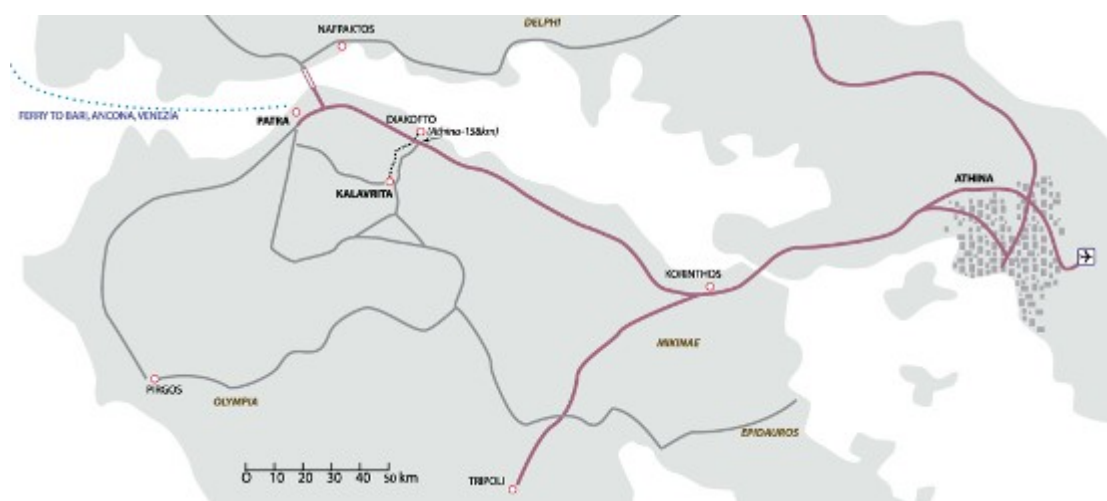 DELPHI
NAFPAKTOS
FERRY TO BARI, ANCONA, VENEZIA
PATRA
DIAKOFTO
(Athina-158km)
KALAVRITA
ATHINA
KORINTHOS
MIKINAE
PIRGOS
OLYMPIA
EPIDAUROS
0 10 20 30 40 50 km
TRIPOLI